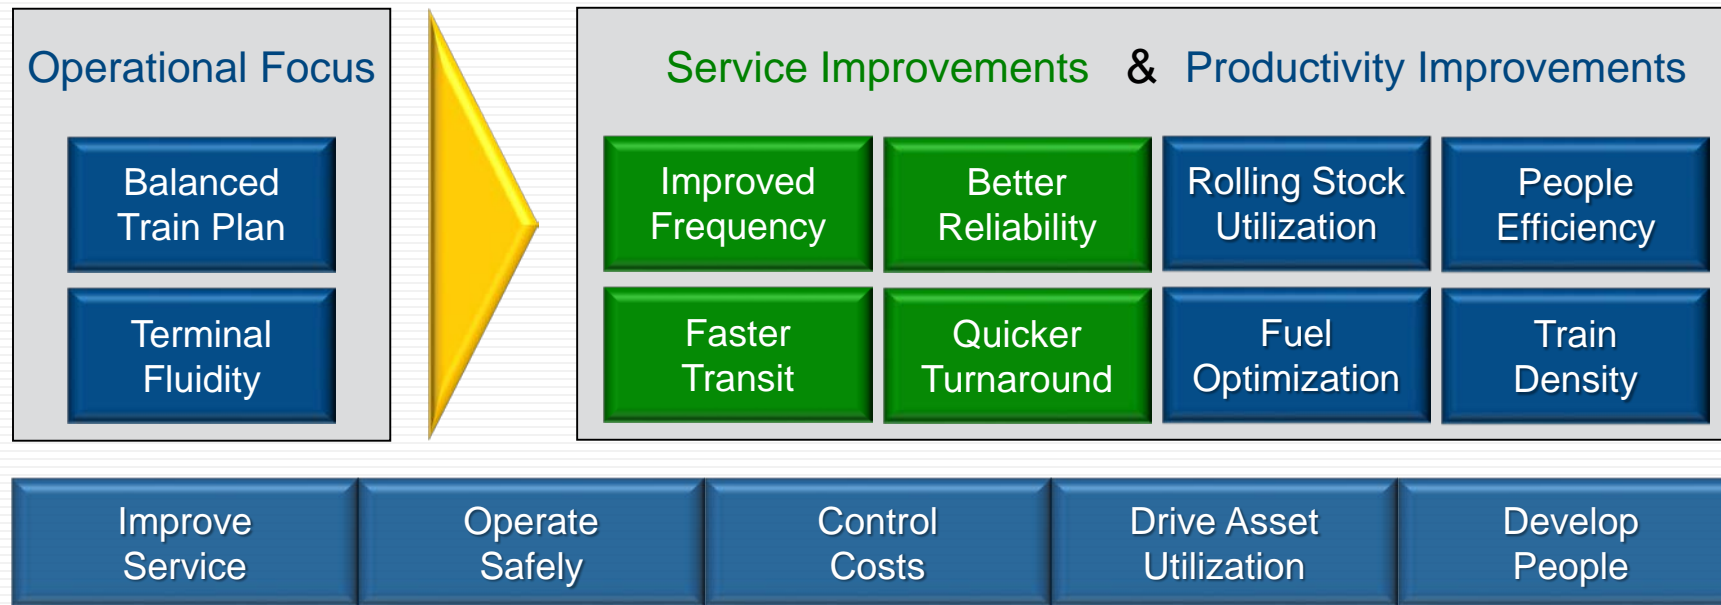 Operational Focus
Balanced
Train Plan
Terminal
Fluidity
Service Improvements & Productivity Improvements
Improved
Frequency
Better
Reliability
Rolling Stock
Utilization
People
Efficiency
Faster
Transit
Quicker
Turnaround
Fuel
Optimization
Train
Density
Improve
Service
Operate
Safely
Control
Costs
Drive Asset
Utilization
Develop
People